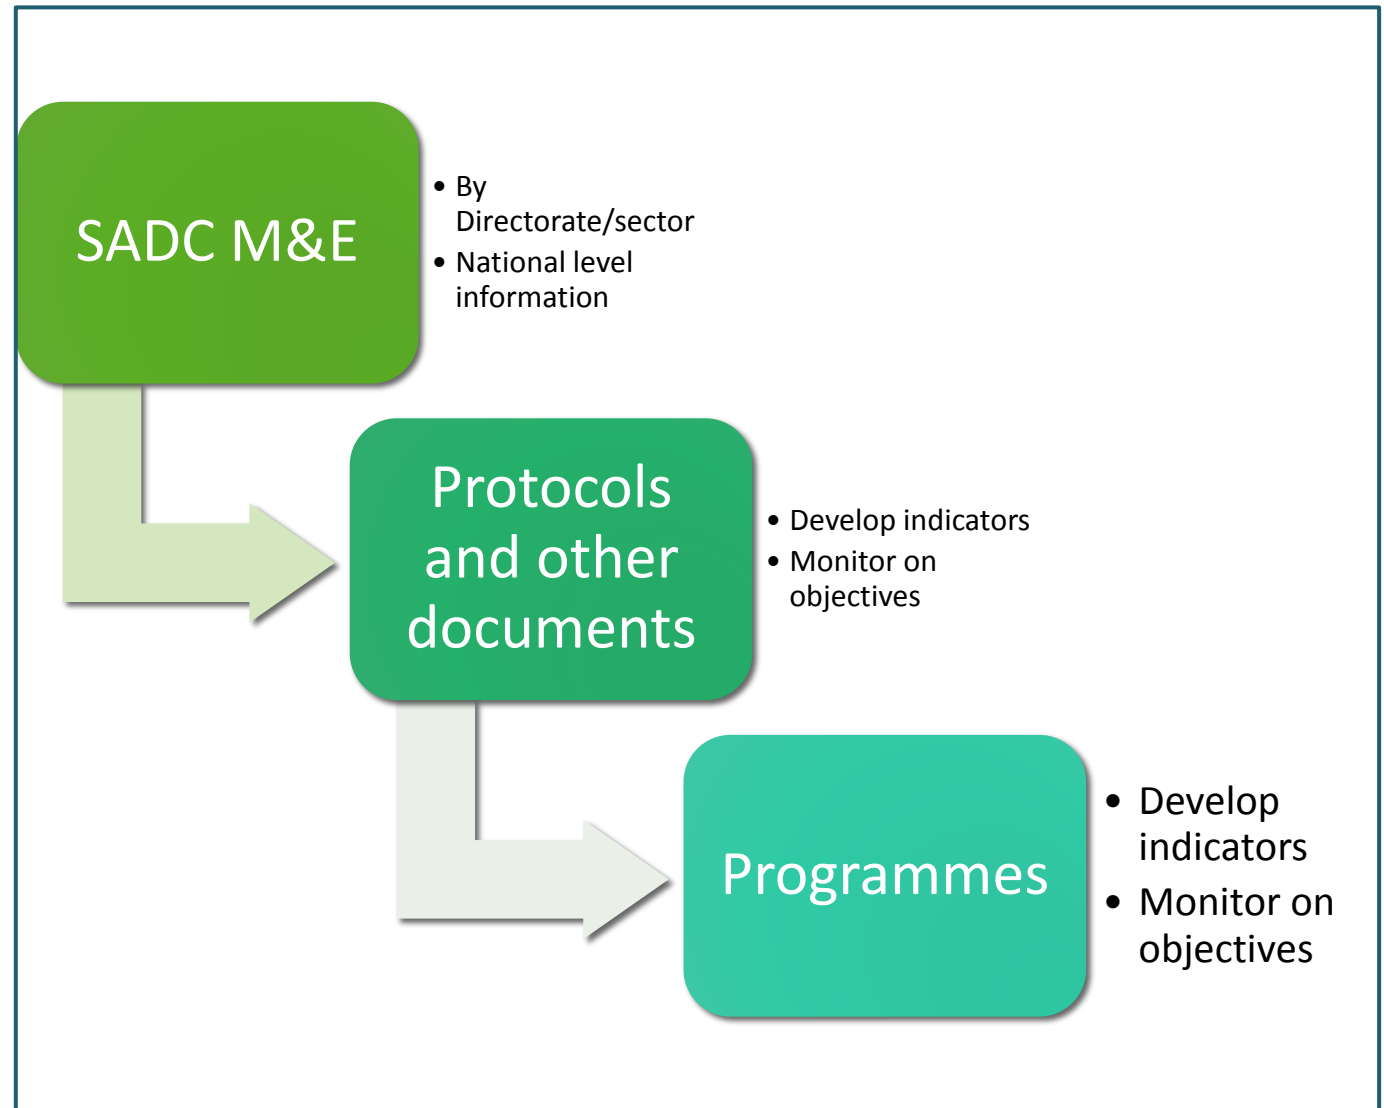 SADC M&E
• By
Directorate/sector
• National level
information
Protocols
and other
documents
• Develop indicators
• Monitor on
objectives
Programmes
• Develop
indicators
• Monitor on
objectives